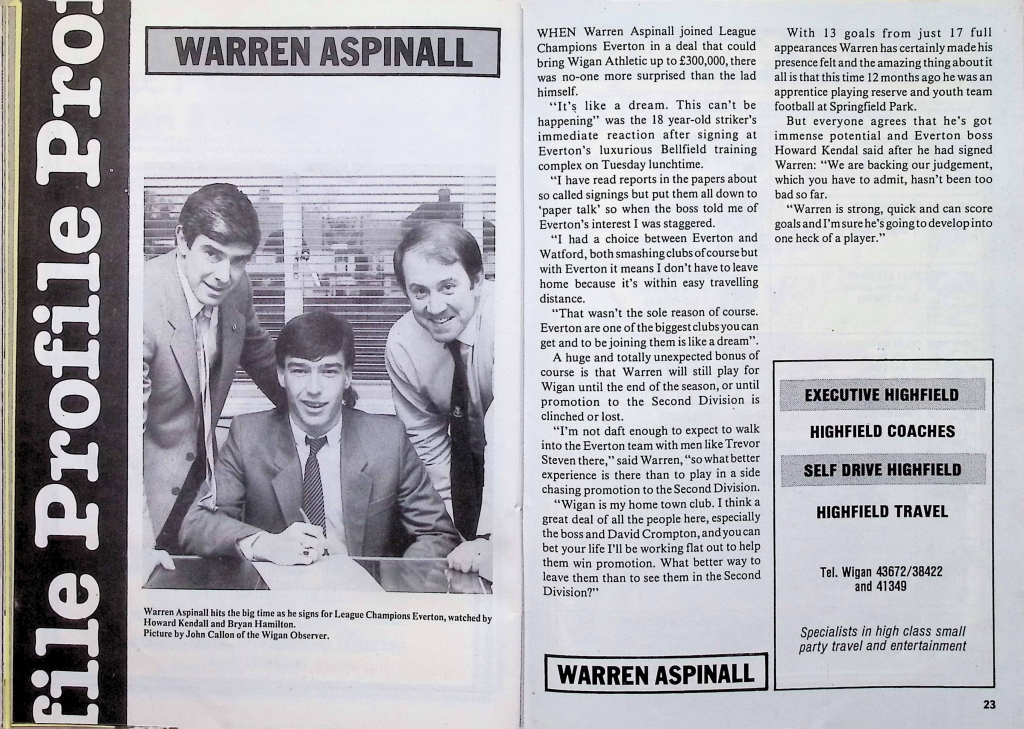 file Profile Profile Pro
WARREN ASPINALL
Warren Aspinall hits the big time as he signs for League Champions Everton, watched by
Howard Kendall and Bryan Hamilton.
Picture by John Callon of the Wigan Observer.
WHEN Warren Aspinall joined League
Champions Everton in a deal that could
bring Wigan Athletic up to £300,000, there
was no-one more surprised than the lad
himself.
"It's like a dream. This can't be
happening" was the 18 year-old striker's
immediate reaction after signing at
Everton's luxurious Bellfield training
complex on Tuesday lunchtime.
"I have read reports in the papers about
so called signings but put them all down to
'paper talk' so when the boss told me of
Everton's interest I was staggered.
"I had a choice between Everton and
Watford, both smashing clubs of course but
with Everton it means I don't have to leave
home because it's within easy travelling
distance.
"That wasn't the sole reason of course.
Everton are one of the biggest clubs you can
get and to be joining them is like a dream".
A huge and totally unexpected bonus of
course is that Warren will still play for
Wigan until the end of the season, or until
promotion to the Second Division is
clinched or lost.
"I'm not daft enough to expect to walk
into the Everton team with men like Trevor
Steven there," said Warren, "so what better
experience is there than to play in a side
chasing promotion to the Second Division.
"Wigan is my home town club. I think a
great deal of all the people here, especially
the boss and David Crompton, and you can
bet your life I'll be working flat out to help
them win promotion. What better way to
leave them than to see them in the Second
Division?"
WARREN ASPINALL
With 13 goals from just 17 full
appearances Warren has certainly made his
presence felt and the amazing thing about it
all is that this time 12 months ago he was an
apprentice playing reserve and youth team
football at Springfield Park.
But everyone agrees that he's got
immense potential and Everton boss
Howard Kendal said after he had signed
Warren: "We are backing our judgement,
which you have to admit, hasn't been too
bad so far.
"Warren is strong, quick and can score
goals and I'm sure he's going to develop into
one heck of a player."
EXECUTIVE HIGHFIELD
HIGHFIELD COACHES
SELF DRIVE HIGHFIELD
HIGHFIELD TRAVEL
Tel. Wigan 43672/38422
and 41349
Specialists in high class small
party travel and entertainment
23